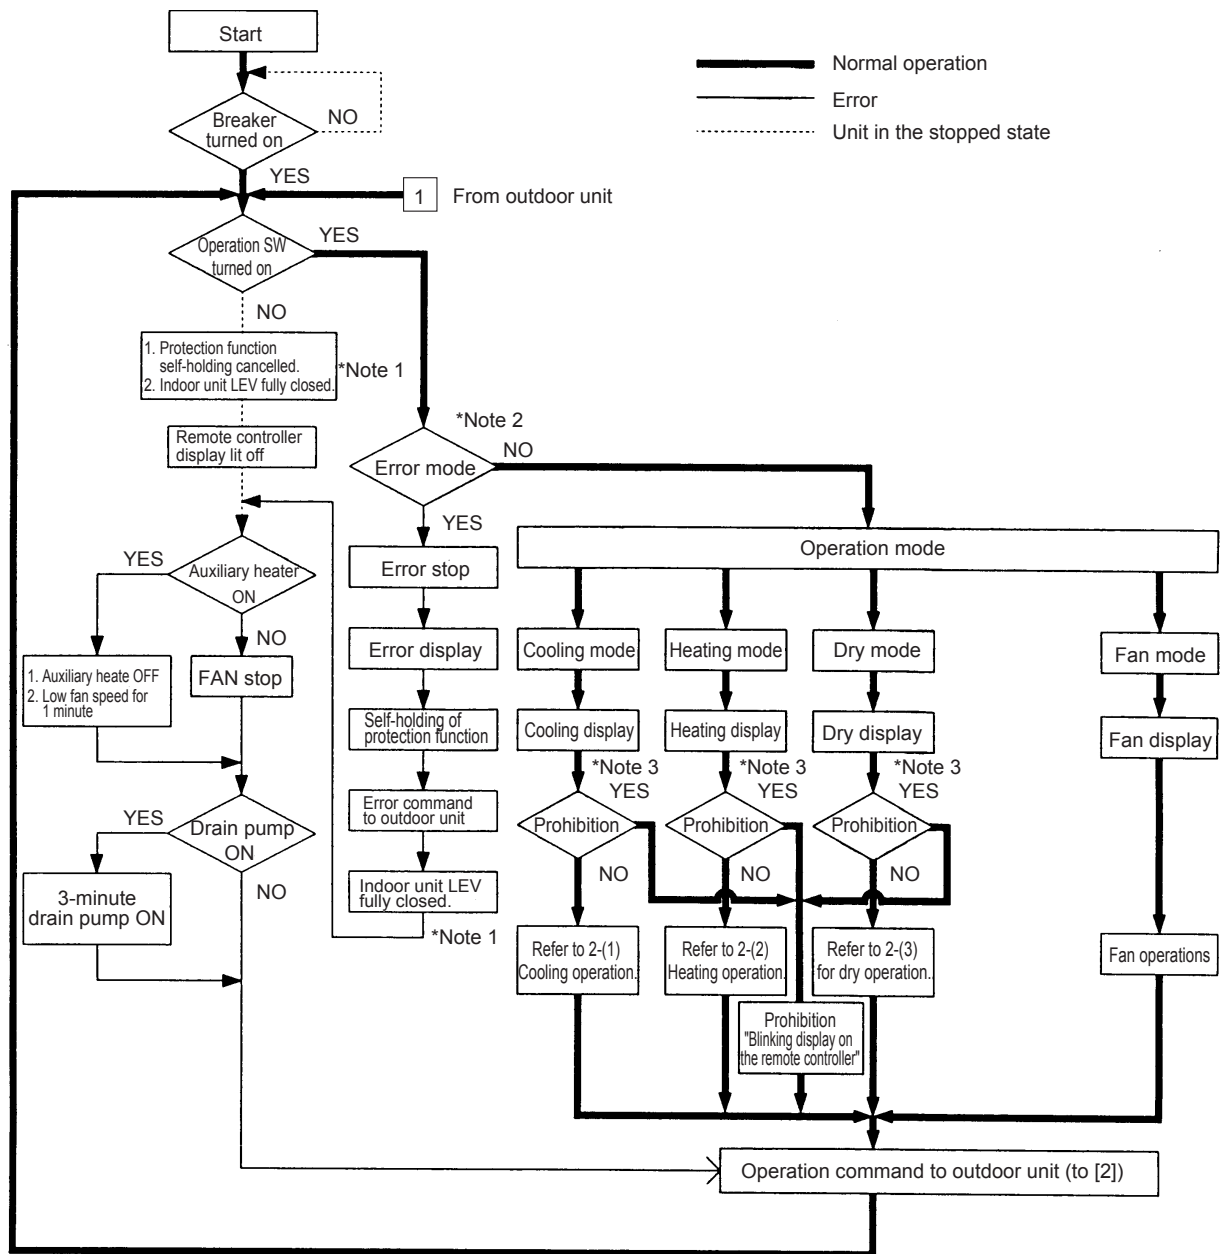 Start
Normal operation
Error
Unit in the stopped state
Breaker
turned on
NO
YES
1
From outdoor unit
Operation SW
turned on
YES
NO
1. Protection function
self-holding cancelled.
2. Indoor unit LEV fully closed.
*Note 1
*Note 2
Remote controller
display lit off
Error mode
NO
YES
Operation mode
YES
Auxiliary heater
ON
NO
Error stop
Error display
Cooling mode
Heating mode
Dry mode
Fan mode
1. Auxiliary heate OFF
2. Low fan speed for
1 minute
FAN stop
Self-holding of
protection function
Cooling display
Heating display
Dry display
Fan display
*Note 3
YES
*Note 3
YES
*Note 3
YES
Error command
to outdoor unit
Prohibition
Prohibition
Prohibition
YES
Drain pump
ON
NO
NO
NO
NO
3-minute
drain pump ON
Indoor unit LEV
fully closed.
*Note 1
Refer to 2-(1)
Cooling operation.
Refer to 2-(2)
Heating operation.
Refer to 2-(3)
for dry operation..
Fan operations
Prohibition
"Blinking display on
the remote controller"
Operation command to outdoor unit (to [2])